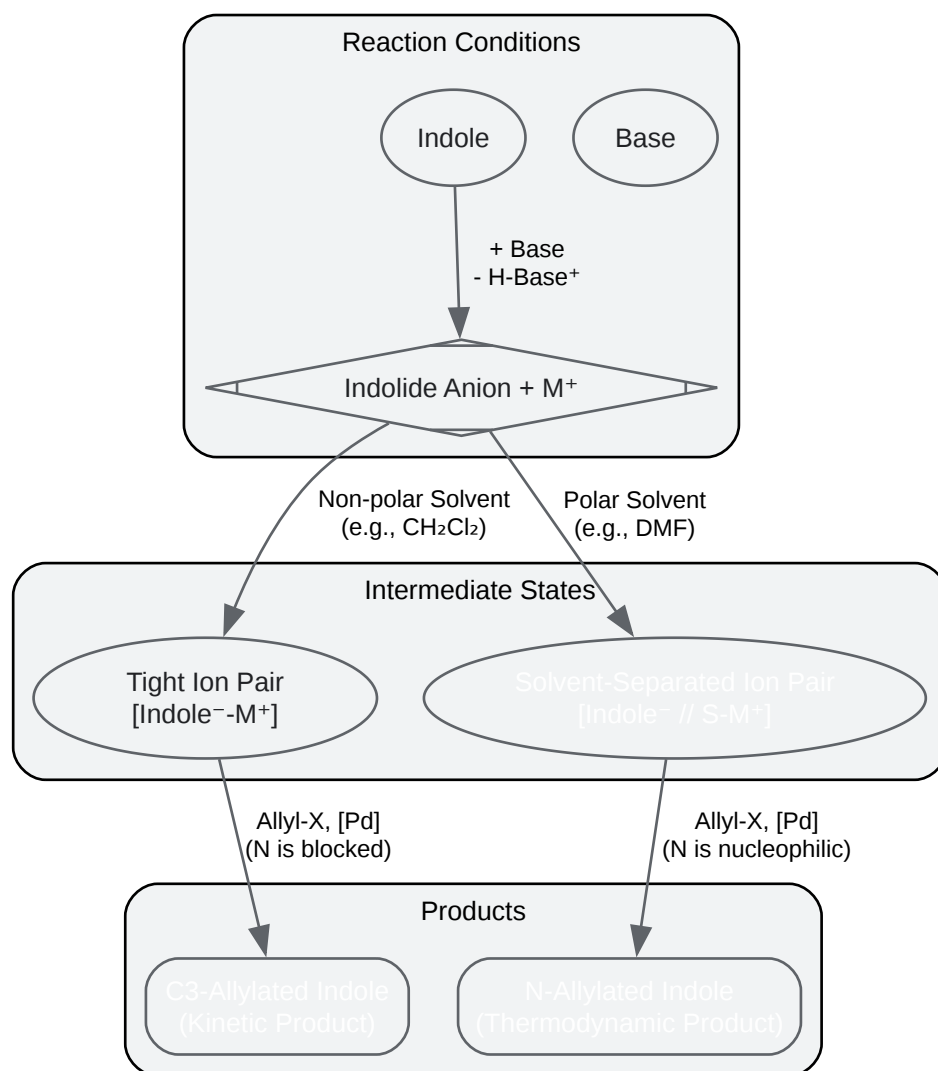 Reaction Conditions
Indole
Base
+ Base
- H-Base⁺
Indolide Anion + M⁺
Non-polar Solvent
(e.g., CH₂Cl₂)
Polar Solvent
(e.g., DMF)
Intermediate States
Tight Ion Pair
[Indole⁻-M⁺]
Solvent-Separated Ion Pair
[Indole⁻ // S-M⁺]
Allyl-X, [Pd]
(N is blocked)
Allyl-X, [Pd]
(N is nucleophilic)
Products
C3-Allylated Indole
(Kinetic Product)
N-Allylated Indole
(Thermodynamic Product)